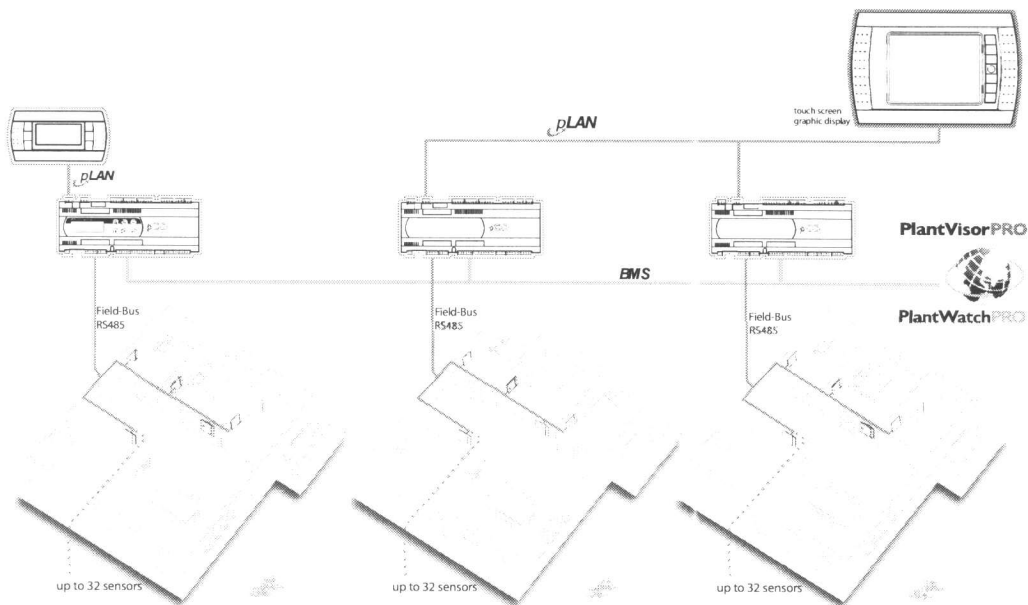 touch screen
graphic display
pLAN
pLAN
PlantVisorPRO
BMS
PlantWatchPRO
Field-Bus
RS485
Field-Bus
RS485
Field-Bus
RS485
up to 32 sensors
up to 32 sensors
up to 32 sensors